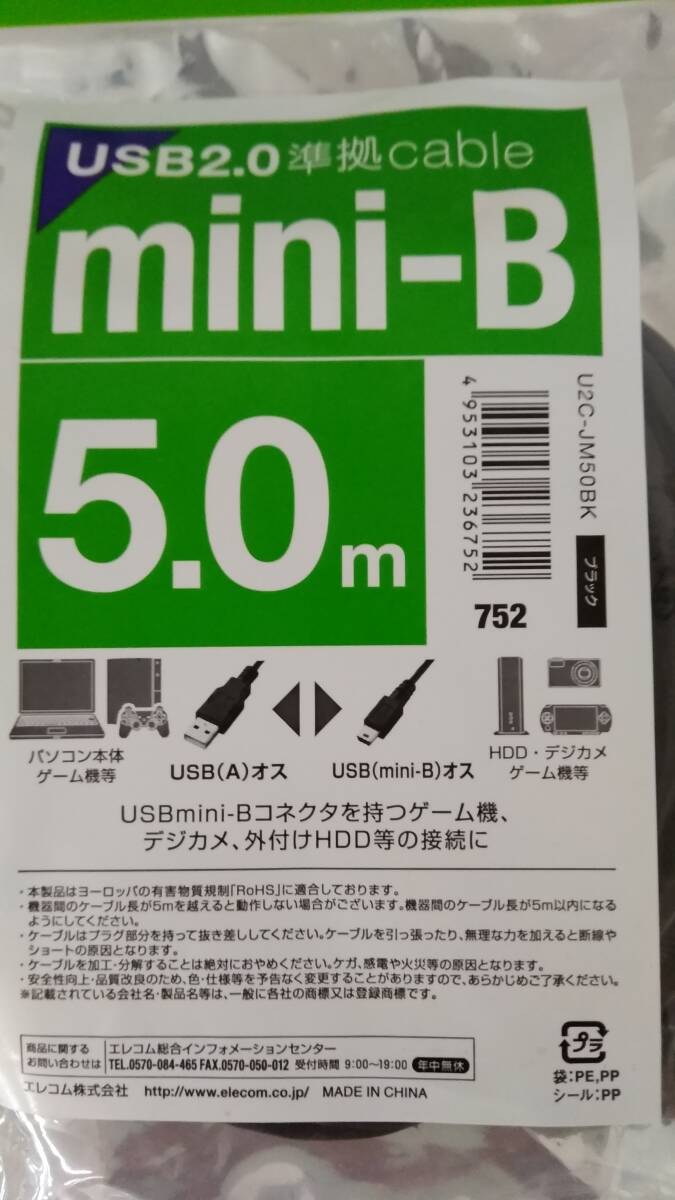 USB2.0準拠cable
mini-B
5.0m
4 953103 236752
752
U2C-JM50BK
ブラック
パソコン本体
ゲーム機等
USB(A)オス
USB(mini-B)オス
HDD・デジカメ
ゲーム機等
USBmini-Bコネクタを持つゲーム機、
デジカメ、外付けHDD等の接続に
・本製品はヨーロッパの有害物質規制「RoHS」に適合しております。
・機器間のケーブル長が5mを越えると動作しない場合がございます。機器間のケーブル長が5m以内になる
ようにしてください。
・ケーブルはプラグ部分を持って抜き差ししてください。ケーブルを引っ張ったり、無理な力を加えると断線や
ショートの原因となります。
・ケーブルを加工・分解することは絶対におやめください。ケガ、感電や火災等の原因となります。
・安全性向上・品質改良のため、色・仕様等を予告なく変更することがありますので、あらかじめご了承ください。
※記載されている会社名・製品名等は、一般に各社の商標又は登録商標です。
商品に関する
お問い合わせは
エレコム総合インフォメーションセンター
TEL.0570-084-465 FAX.0570-050-012 受付時間 9:00〜19:00 年中無休
エレコム株式会社 http://www.elecom.co.jp/ MADE IN CHINA
プラ
袋:PE,PP
シール:PP